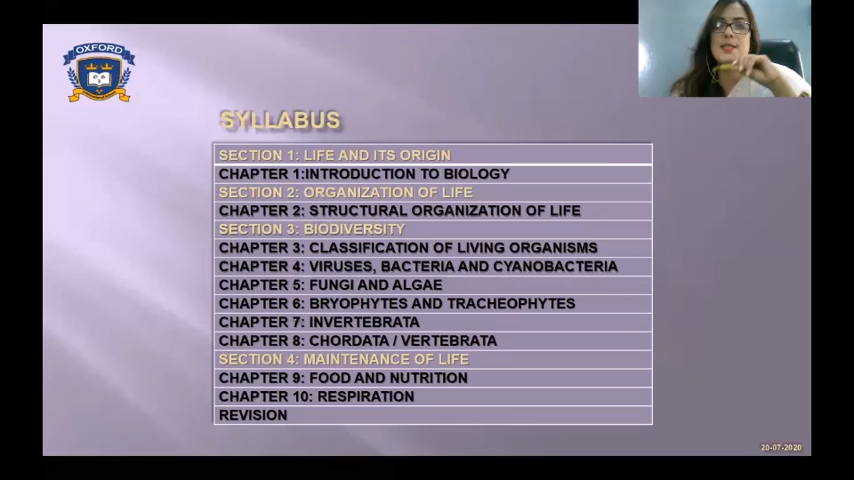 OXFORD
SYLLABUS
SECTION 1: LIFE AND ITS ORIGIN
CHAPTER 1:INTRODUCTION TO BIOLOGY
SECTION 2: ORGANIZATION OF LIFE
CHAPTER 2: STRUCTURAL ORGANIZATION OF LIFE
SECTION 3: BIODIVERSITY
CHAPTER 3: CLASSIFICATION OF LIVING ORGANISMS
CHAPTER 4: VIRUSES, BACTERIA AND CYANOBACTERIA
CHAPTER 5: FUNGI AND ALGAE
CHAPTER 6: BRYOPHYTES AND TRACHEOPHYTES
CHAPTER 7: INVERTEBRATA
CHAPTER 8: CHORDATA / VERTEBRATA
SECTION 4: MAINTENANCE OF LIFE
CHAPTER 9: FOOD AND NUTRITION
CHAPTER 10: RESPIRATION
REVISION
20-07-2020